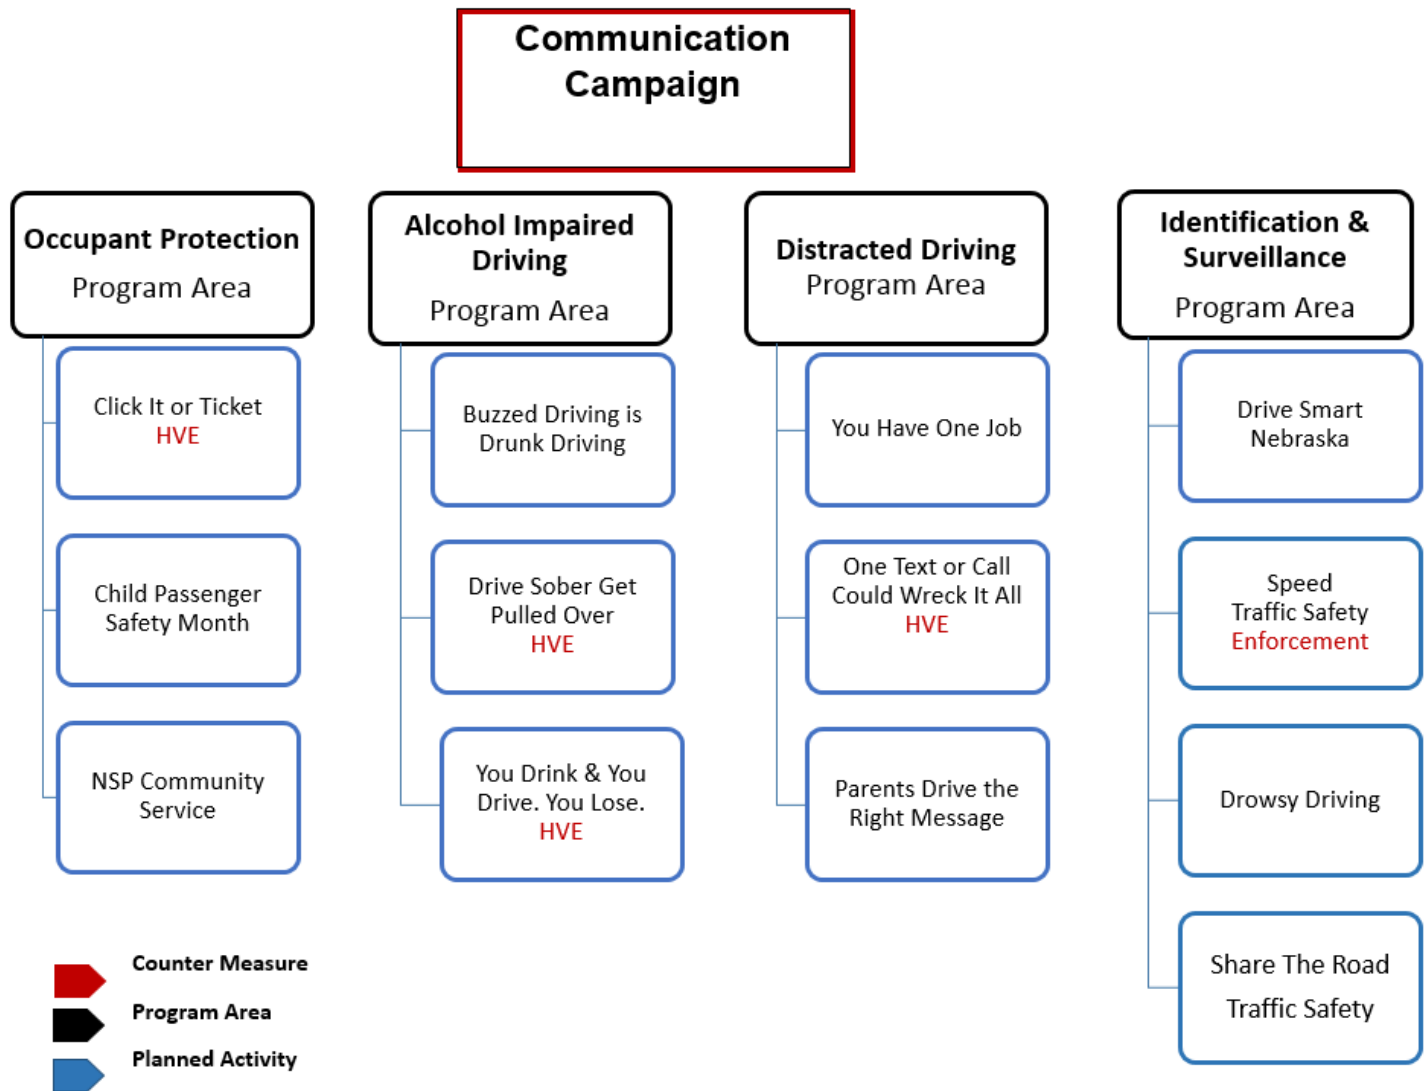 Communication
Campaign
Occupant Protection
Program Area
Click It or Ticket
HVE
Child Passenger
Safety Month
NSP Community
Service
Alcohol Impaired
Driving
Program Area
Buzzed Driving is
Drunk Driving
Drive Sober Get
Pulled Over
HVE
You Drink & You
Drive. You Lose.
HVE
Distracted Driving
Program Area
You Have One Job
One Text or Call
Could Wreck It All
HVE
Parents Drive the
Right Message
Identification &
Surveillance
Program Area
Drive Smart
Nebraska
Speed
Traffic Safety
Enforcement
Drowsy Driving
Share The Road
Traffic Safety
Counter Measure
Program Area
Planned Activity